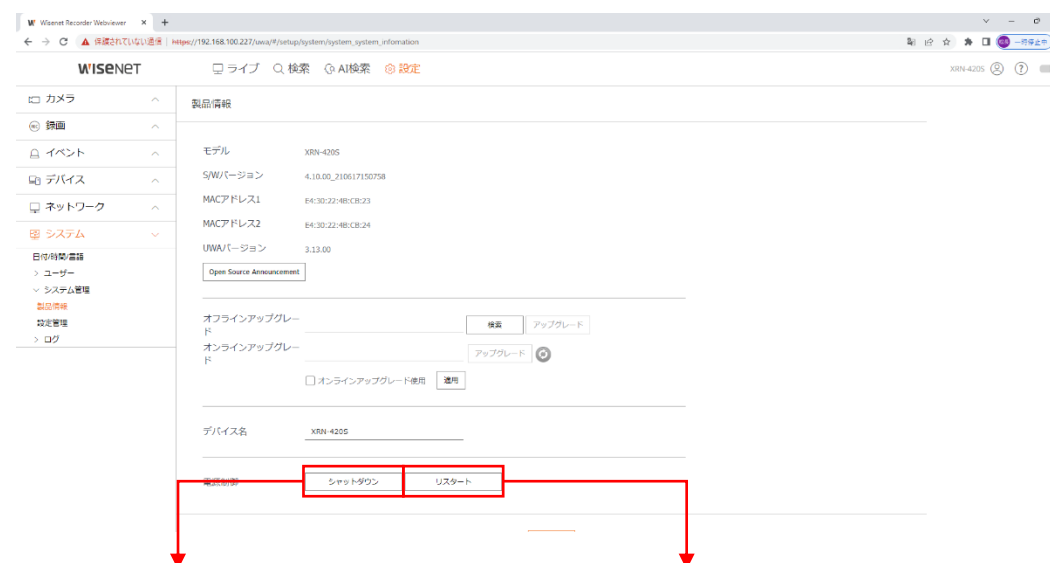 Wisenet Recorder Webviewer
保護されていない通信 | https://192.168.100.227/uwa/#/setup/system/system_system_infomation
一時停止中
WISENET
ライブ 検索 AI検索 設定
XRN-420S
カメラ
録画
イベント
デバイス
ネットワーク
システム
日付/時間/言語
> ユーザー
システム管理
製品情報
設定管理
> ログ
製品情報
モデル XRN-420S
S/Wバージョン 4.10.00_210617150758
MACアドレス1 E4:30:22:4B:CB:23
MACアドレス2 E4:30:22:4B:CB:24
UWAバージョン 3.13.00
Open Source Announcement
オフラインアップグレー
ド
検索 アップグレード
オンラインアップグレー
ド
アップグレード
オンラインアップグレード使用 適用
デバイス名 XRN-420S
電源制御 シャットダウン リスタート